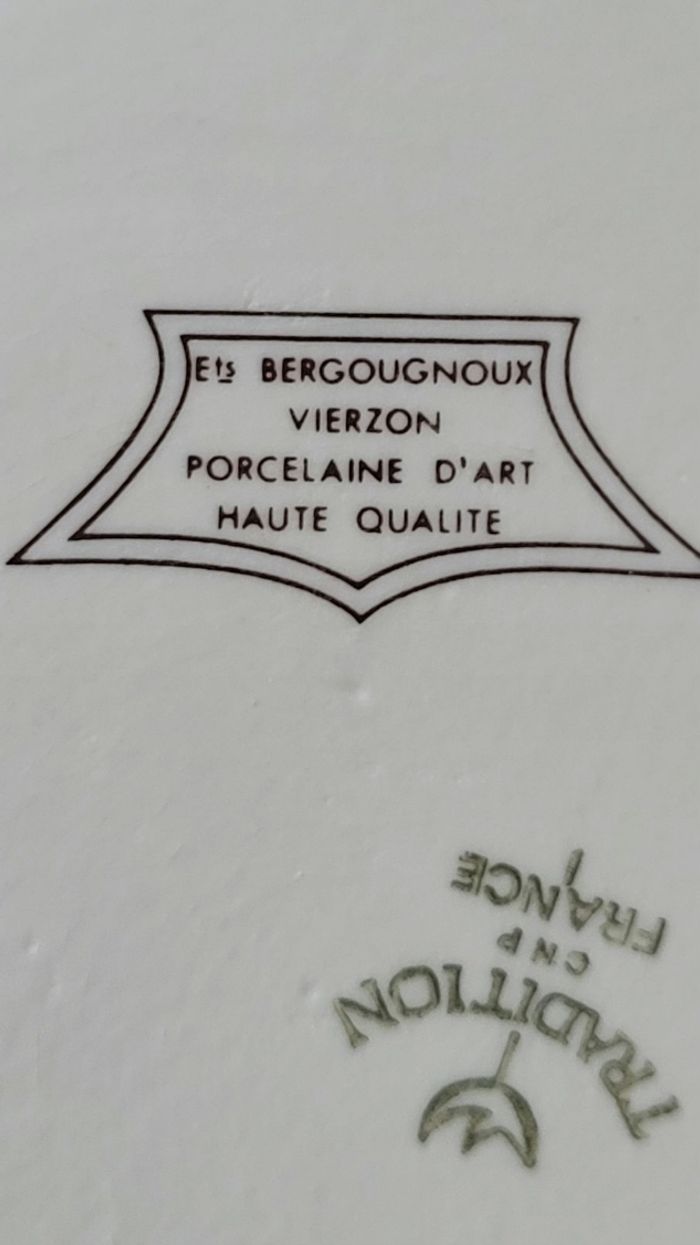 Ets BERGOUGNOUX
VIERZON
PORCELAINE D'ART
HAUTE QUALITE
TRADITION
CNP
FRANCE